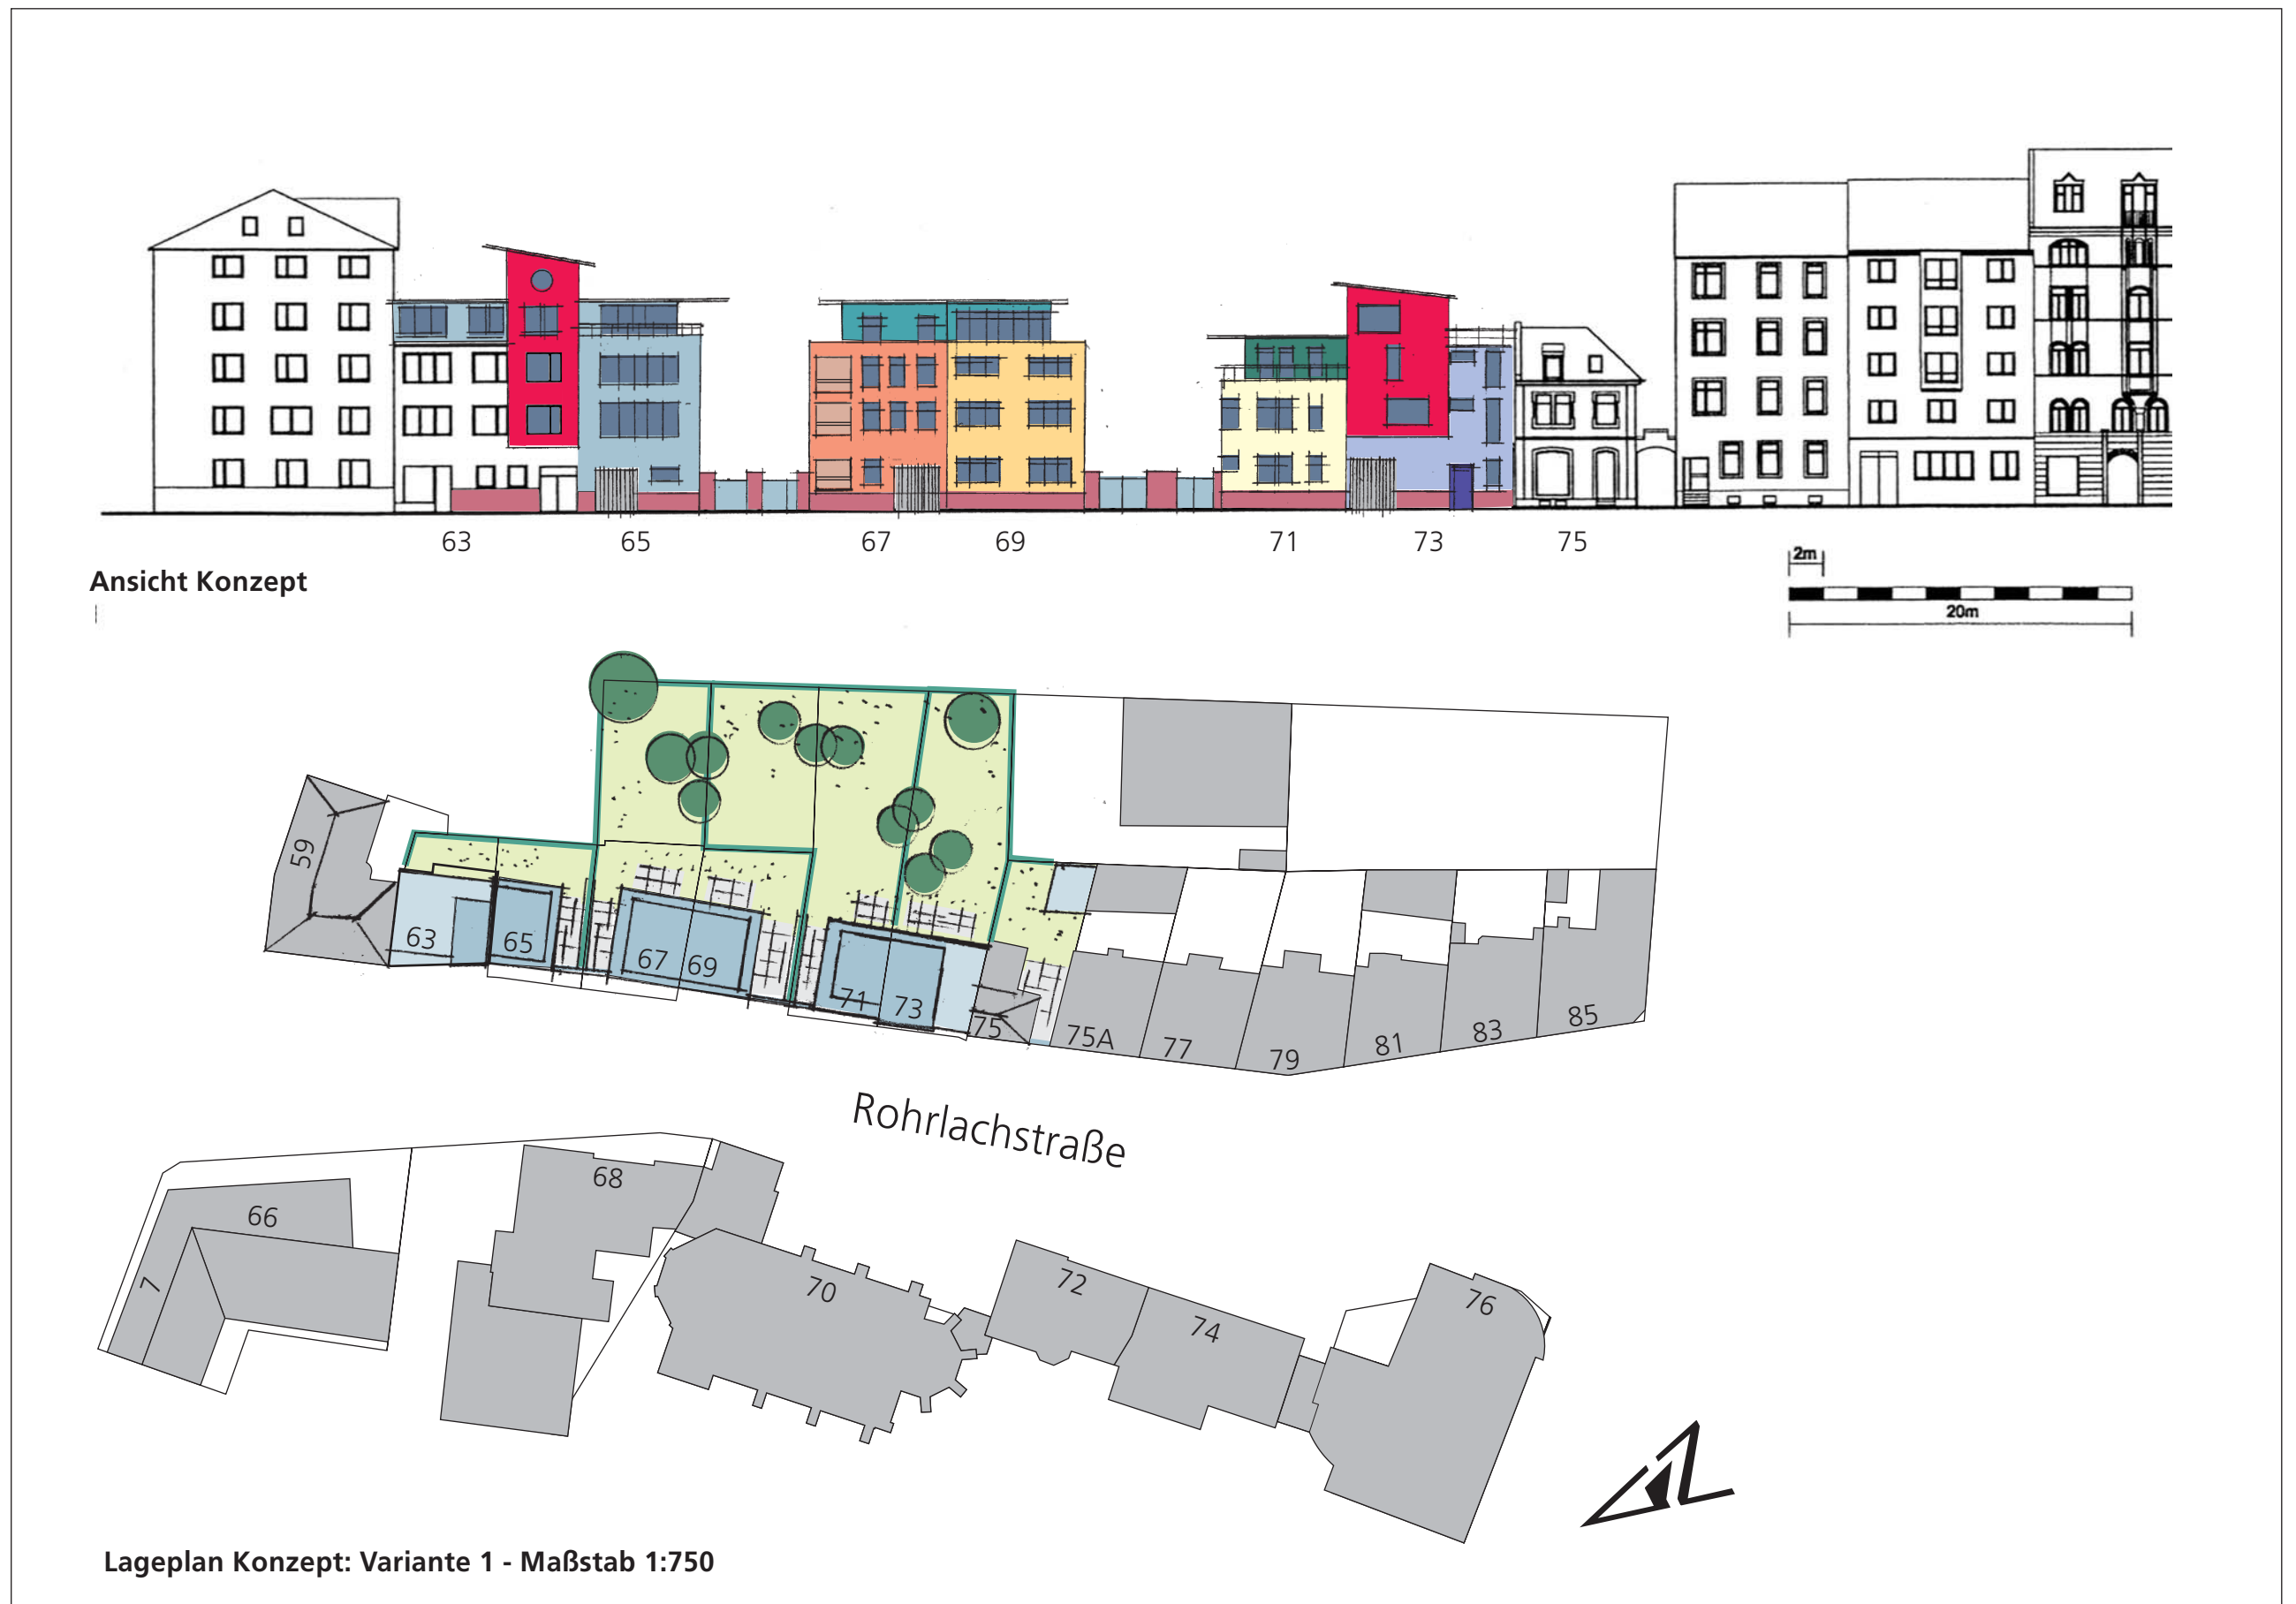 63 65 67 69 71 73 75
Ansicht Konzept
2m
20m
59
63 65 67 69 71 73 75 75A 77 79 81 83 85
Rohrlachstraße
66 68 70 72 74 76
7
Lageplan Konzept: Variante 1 - Maßstab 1:750